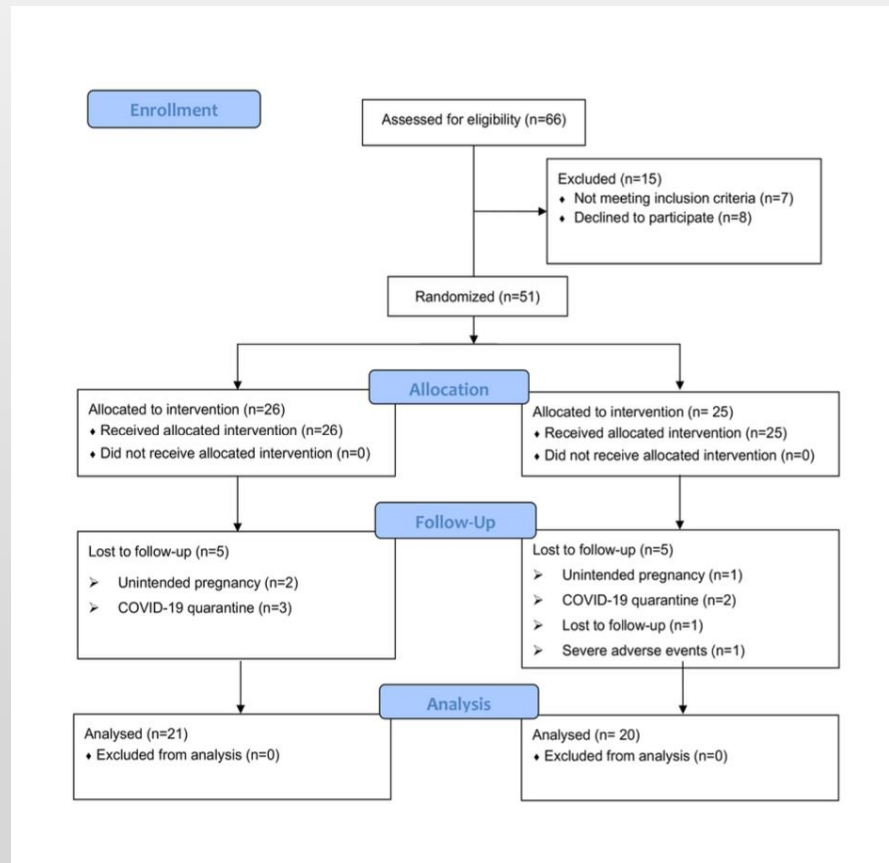 Enrollment
Assessed for eligibility (n=66)
Excluded (n=15)
♦ Not meeting inclusion criteria (n=7)
♦ Declined to participate (n=8)
Randomized (n=51)
Allocation
Allocated to intervention (n=26)
♦ Received allocated intervention (n=26)
♦ Did not receive allocated intervention (n=0)
Allocated to intervention (n= 25)
♦ Received allocated intervention (n=25)
♦ Did not receive allocated intervention (n=0)
Follow-Up
Lost to follow-up (n=5)
➢ Unintended pregnancy (n=2)
➢ COVID-19 quarantine (n=3)
Lost to follow-up (n=5)
➢ Unintended pregnancy (n=1)
➢ COVID-19 quarantine (n=2)
➢ Lost to follow-up (n=1)
➢ Severe adverse events (n=1)
Analysis
Analysed (n=21)
♦ Excluded from analysis (n=0)
Analysed (n= 20)
♦ Excluded from analysis (n=0)